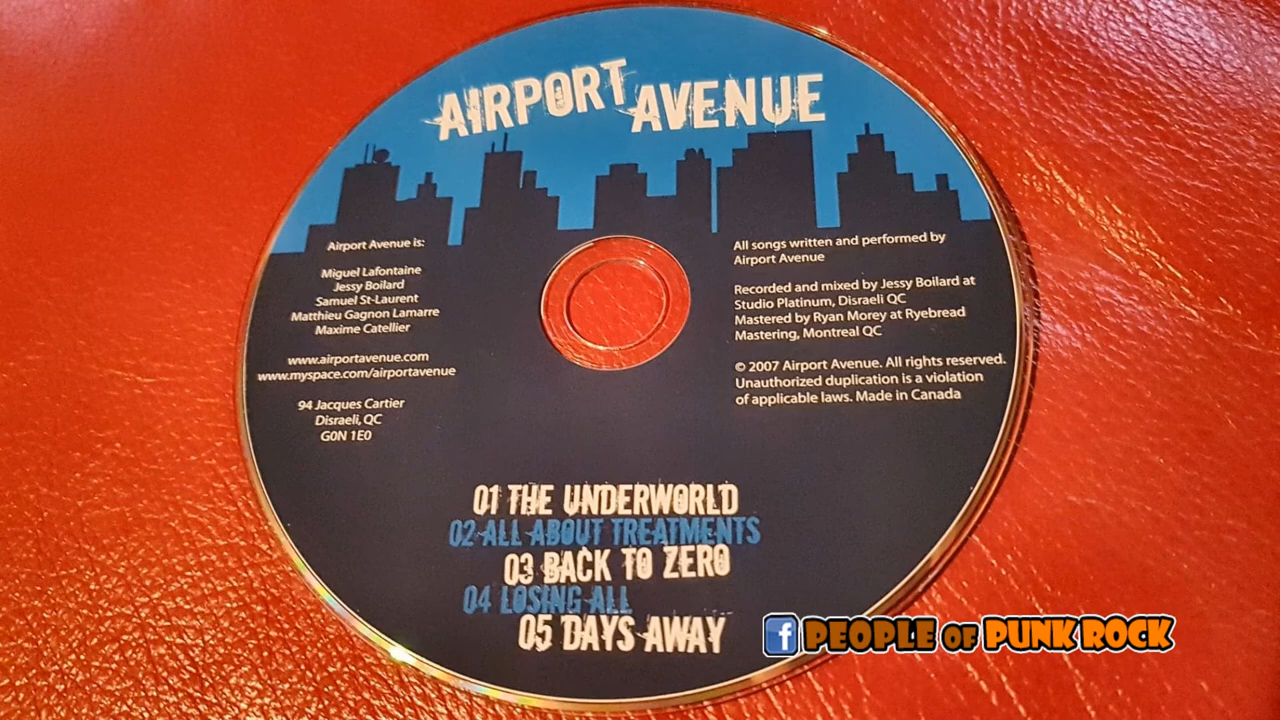 AIRPORT AVENUE
Airport Avenue is:
Miguel Lafontaine
Jessy Boilard
Samuel St-Laurent
Matthieu Gagnon Lamarre
Maxime Catellier
www.airportavenue.com
www.myspace.com/airportavenue
94 Jacques Cartier
Disraeli, QC
G0N 1E0
All songs written and performed by
Airport Avenue
Recorded and mixed by Jessy Boilard at
Studio Platinum, Disraeli QC
Mastered by Ryan Morey at Ryebread
Mastering, Montreal QC
© 2007 Airport Avenue. All rights reserved.
Unauthorized duplication is a violation
of applicable laws. Made in Canada
01 THE UNDERWORLD
02 ALL ABOUT TREATMENTS
03 BACK TO ZERO
04 LOSING ALL
05 DAYS AWAY
f PEOPLE OF PUNK ROCK